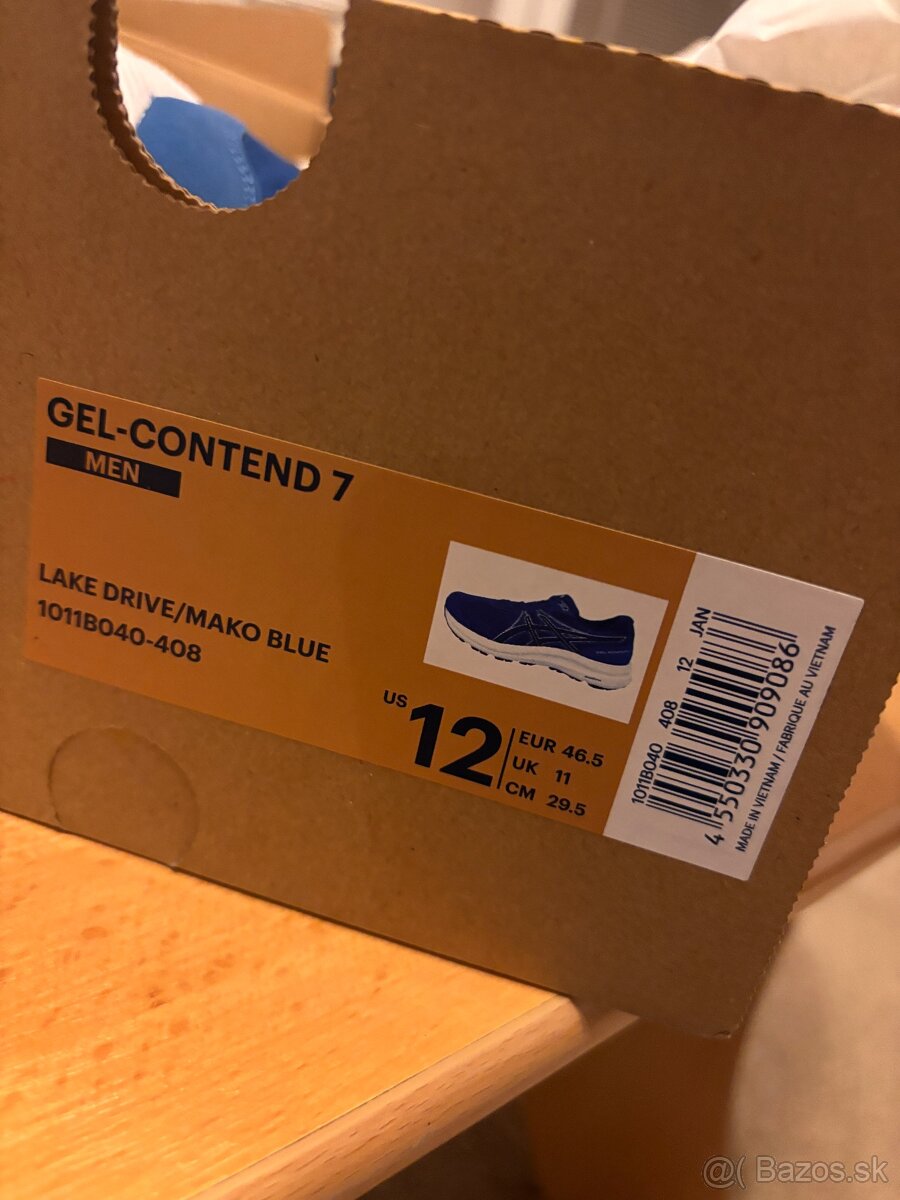 GEL-CONTEND 7
MEN
LAKE DRIVE/MAKO BLUE
1011B040-408
US 12
EUR 46.5
UK 11
CM 29.5
1011B040 408 12 JAN
4 550330 909086
MADE IN VIETNAM / FABRIQUE AU VIETNAM
@( Bazos.sk